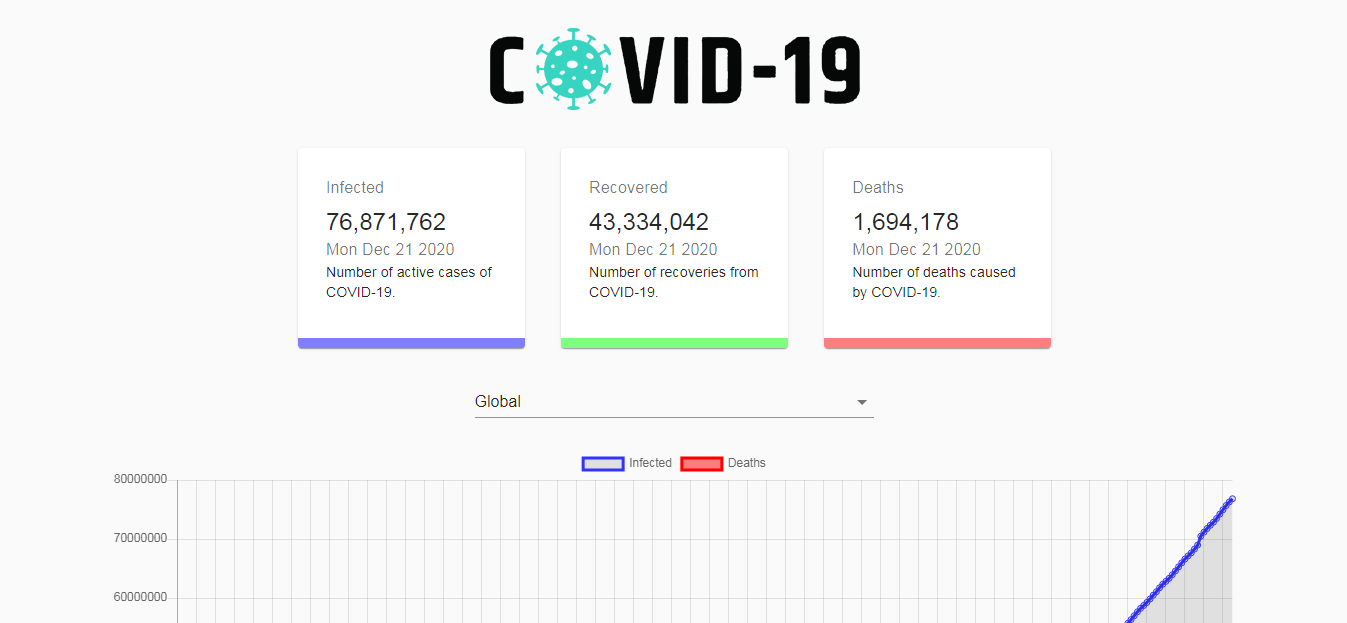 COVID-19
Infected
76,871,762
Mon Dec 21 2020
Number of active cases of
COVID-19.
Recovered
43,334,042
Mon Dec 21 2020
Number of recoveries from
COVID-19.
Deaths
1,694,178
Mon Dec 21 2020
Number of deaths caused
by COVID-19.
Global
Infected Deaths
80000000
70000000
60000000